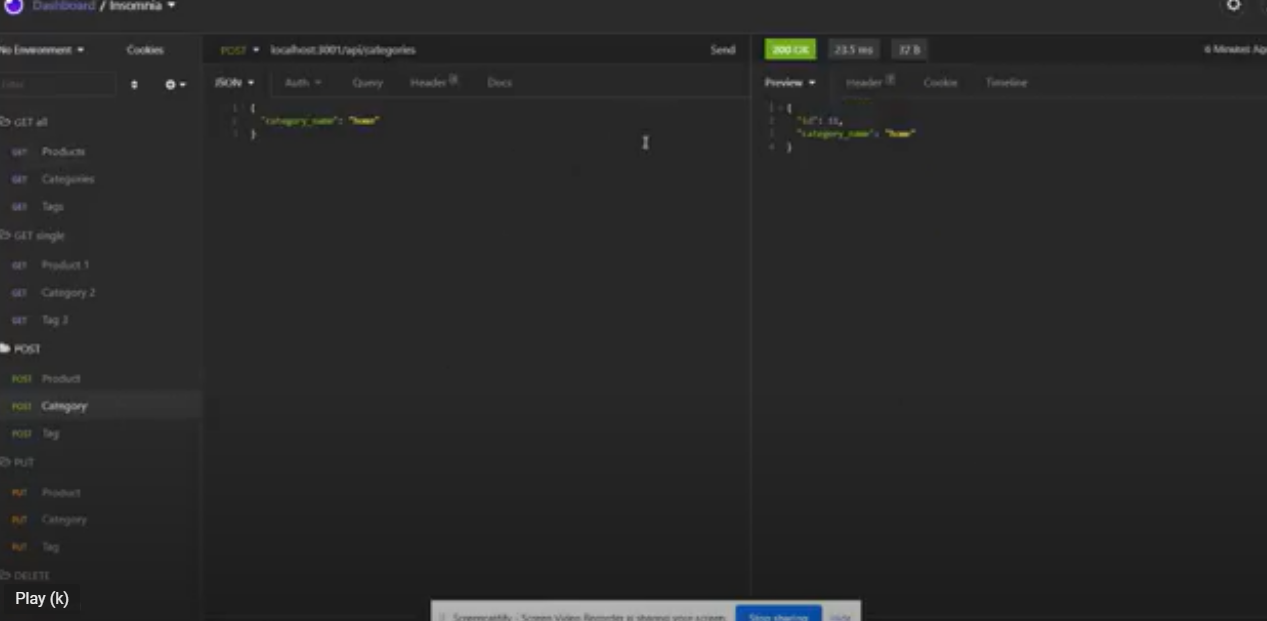 Dashboard / Insomnia
No Environment Cookies
POST localhost:3001/api/categories Send
200 OK 23.5 ms 32 B 6 Minutes Ago
JSON Auth Query Header Docs
Preview Header Cookie Timeline
Filter
1 {
2 "category_name": "home"
3 }
1 {
2 "id":
3 "category_name": "home"
4 }
GET all
GET Products
GET Categories
GET Tags
GET single
GET Product 1
GET Category 2
GET Tag 3
POST
POST Product
POST Category
POST Tag
PUT
PUT Product
PUT Category
PUT Tag
DELETE
Play (k)
Screencastify - Screen Video Recorder is sharing your screen. Stop sharing Hide